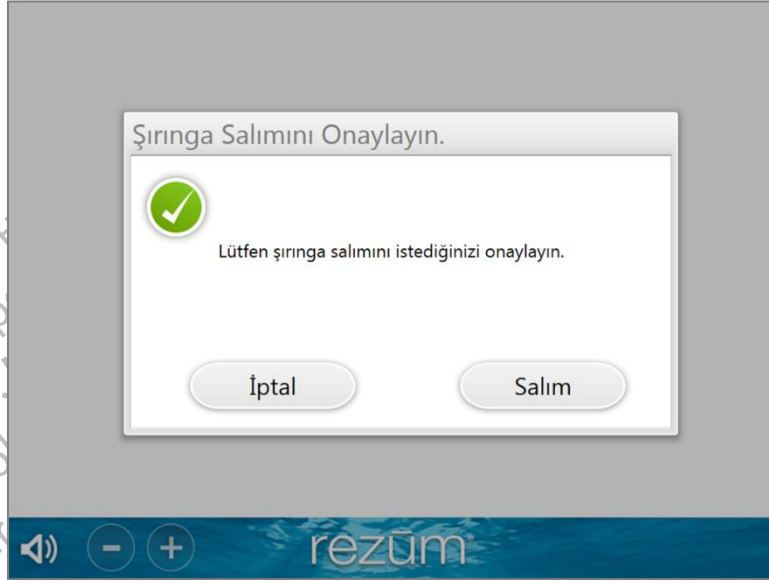 Şırınga Salımını Onaylayın.
Lütfen şırınga salımını istediğinizi onaylayın.
İptal
Salım
rezūm